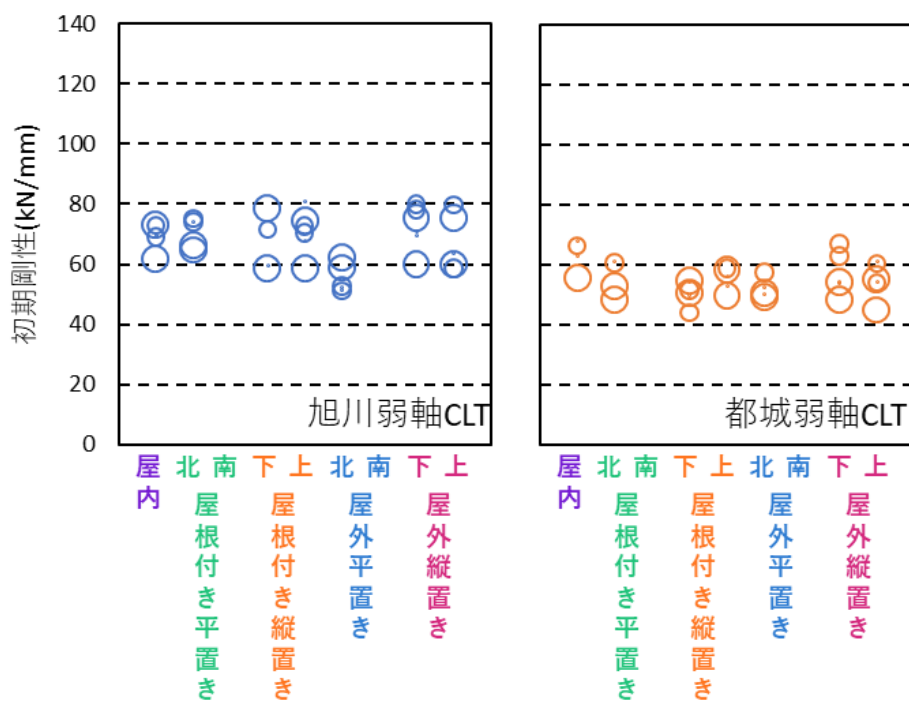 初期剛性(kN/mm)
140
120
100
80
60
40
20
0
旭川弱軸CLT
都城弱軸CLT
屋内
北 南
下 上
北 南
下 上
屋根付き平置き
屋根付き縦置き
屋外平置き
屋外縦置き
屋内
北 南
下 上
北 南
下 上
屋根付き平置き
屋根付き縦置き
屋外平置き
屋外縦置き